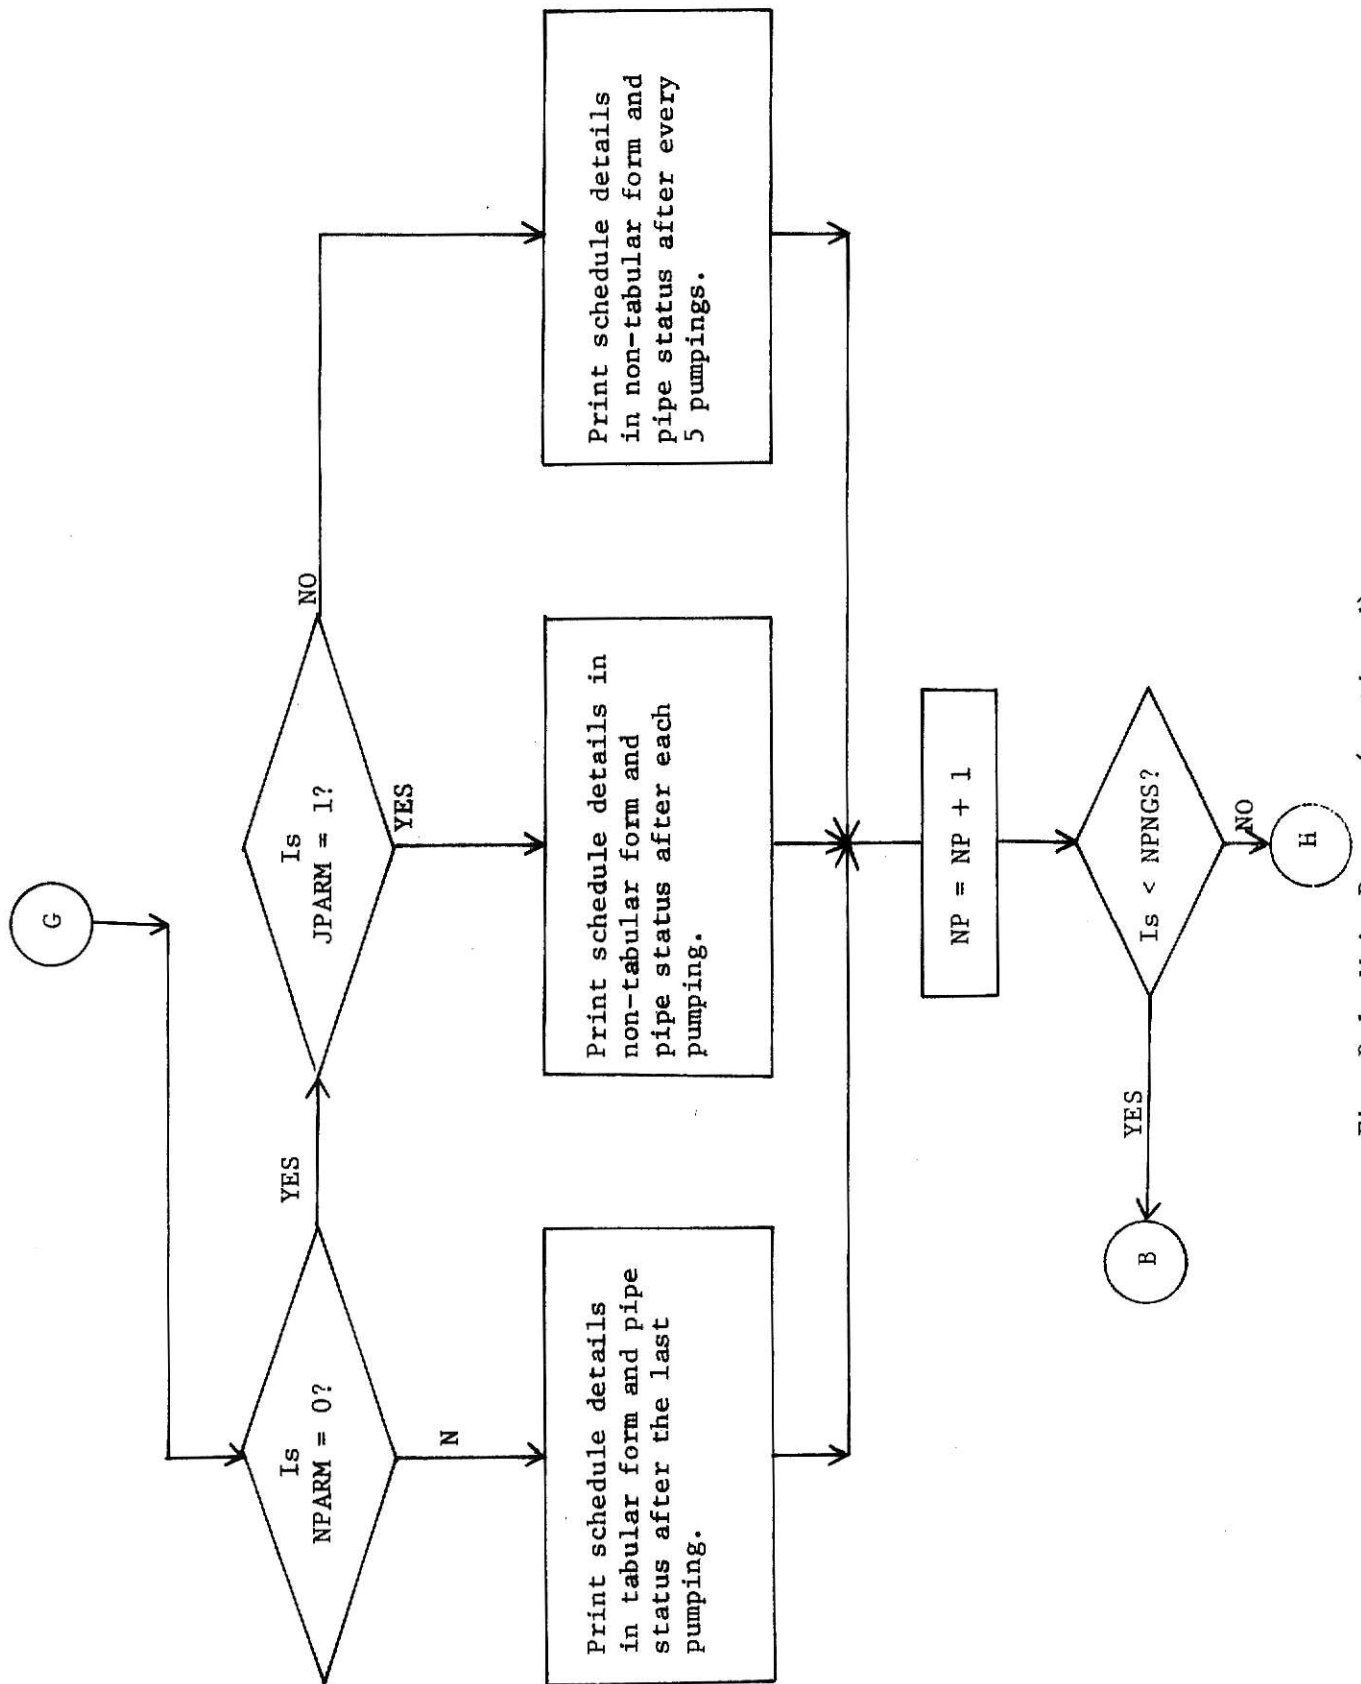 G
Is
NPARM = 0?
YES
Is
JPARM = 1?
NO
N
YES
Print schedule details
in tabular form and pipe
status after the last
pumping.
Print schedule details in
non-tabular form and
pipe status after each
pumping.
Print schedule details
in non-tabular form and
pipe status after every
5 pumpings.
NP = NP + 1
Is < NPNGS?
YES
NO
B
H